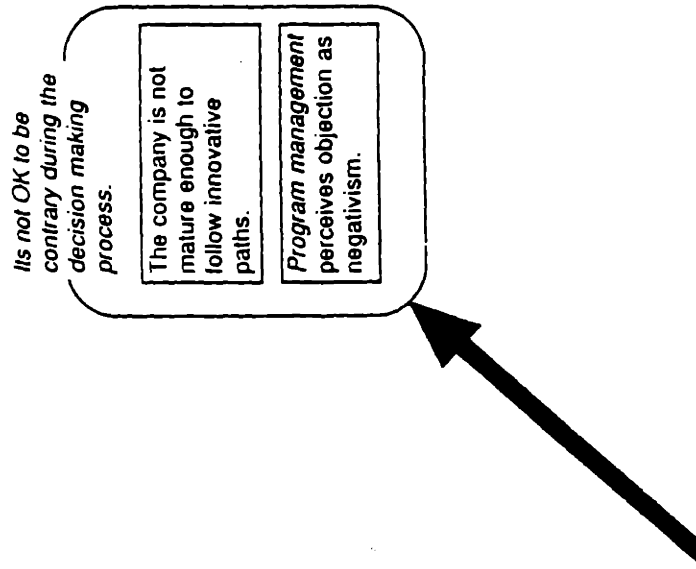 Its not OK to be
contrary during the
decision making
process.
The company is not
mature enough to
follow innovative
paths.
Program management
perceives objection as
negativism.